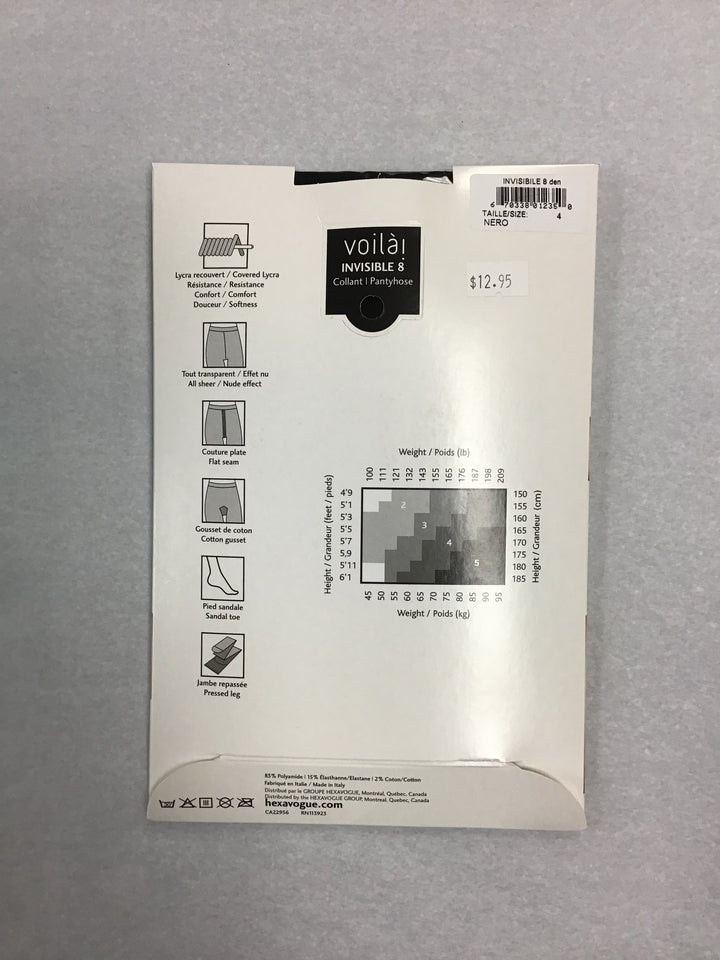 INVISIBILE 8 den
6 70338 01235 0
TAILLE/SIZE: 4
NERO
$12.95
voilà!
INVISIBLE 8
Collant | Pantyhose
Lycra recouvert / Covered Lycra
Résistance / Resistance
Confort / Comfort
Douceur / Softness
Tout transparent / Effet nu
All sheer / Nude effect
Couture plate
Flat seam
Gousset de coton
Cotton gusset
Pied sandale
Sandal toe
Jambe repassée
Pressed leg
Weight / Poids (lb)
100 111 121 132 143 155 165 176 187 198 209
Height / Grandeur (feet / pieds)
4'9
5'1
5'3
5'5
5'7
5,9
5'11
6'1
2
3
4
5
150
155
160
165
170
175
180
185
Height / Grandeur (cm)
45 50 55 60 65 70 75 80 85 90 95
Weight / Poids (kg)
83% Polyamide | 15% Élasthanne/Elastane | 2% Coton/Cotton
Fabriqué en Italie / Made in Italy
Distribué par le GROUPE HEXAVOGUE, Montréal, Québec, Canada
Distributed by the HEXAVOGUE GROUP, Montreal, Quebec, Canada
hexavogue.com
CA22956 RN113923